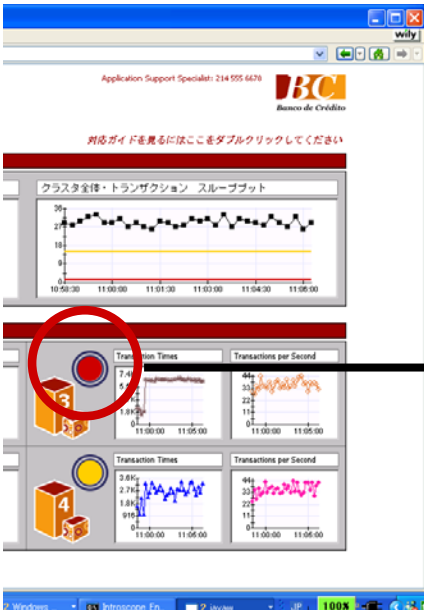 wily
Application Support Specialist: 214 555 6670
BC
Banco de Crédito
対応ガイドを見るにはここをダブルクリックしてください
クラスタ全体・トランザクション スループブット
36
27
18
9
0
10:58:30 11:00:00 11:01:30 11:03:00 11:04:30 11:06:00
Transaction Times
Transactions per Second
7.4K
1.8K
44
33
22
11
0
11:00:00 11:05:00
11:00:00 11:05:00
3
Transaction Times
Transactions per Second
3.6K
2.7K
1.8K
916
0
44
33
22
11
0
11:00:00 11:05:00
11:00:00 11:05:00
4
2 Windows
Introscope En
JP
100%